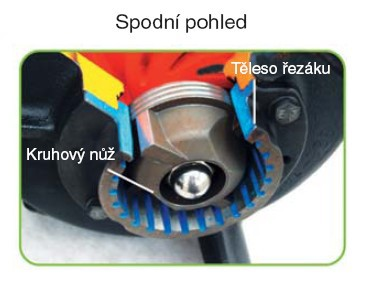 Spodní pohled
Těleso řezáku
Kruhový nůž